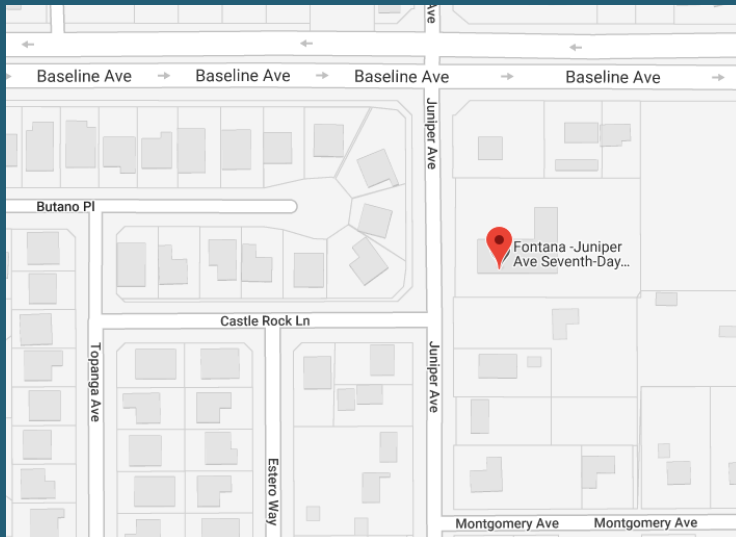 Ave
Baseline Ave
Baseline Ave
Baseline Ave
Baseline Ave
Juniper Ave
Butano Pl
Fontana -Juniper
Ave Seventh-Day...
Castle Rock Ln
Topanga Ave
Juniper Ave
Estero Way
Montgomery Ave
Montgomery Ave